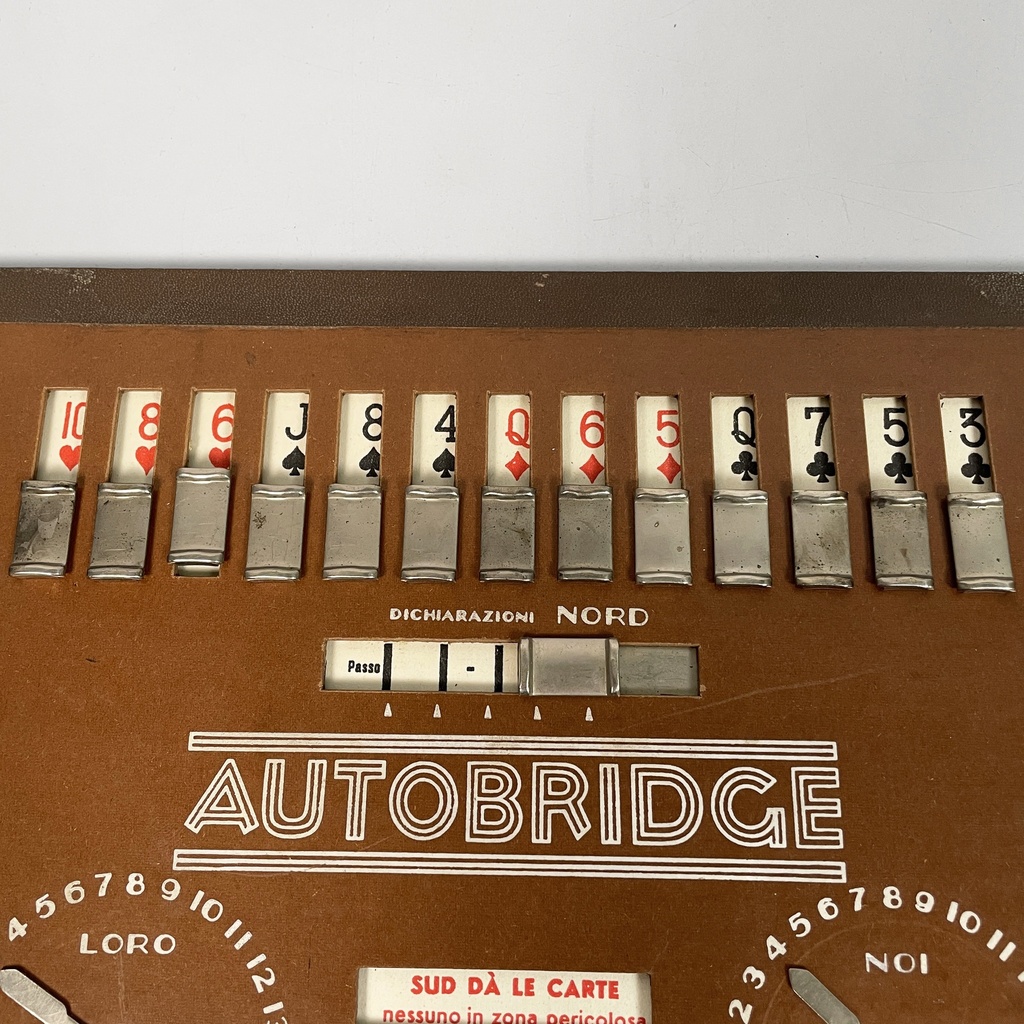 10 8 6 J 8 4 Q 6 5 Q 7 5 3
DICHIARAZIONI NORD
Passo -
AUTOBRIDGE
4 5 6 7 8 9 10 11 12
LORO
2 3 4 5 6 7 8 9 10 11
NOI
SUD DÀ LE CARTE
nessuno in zona pericolosa